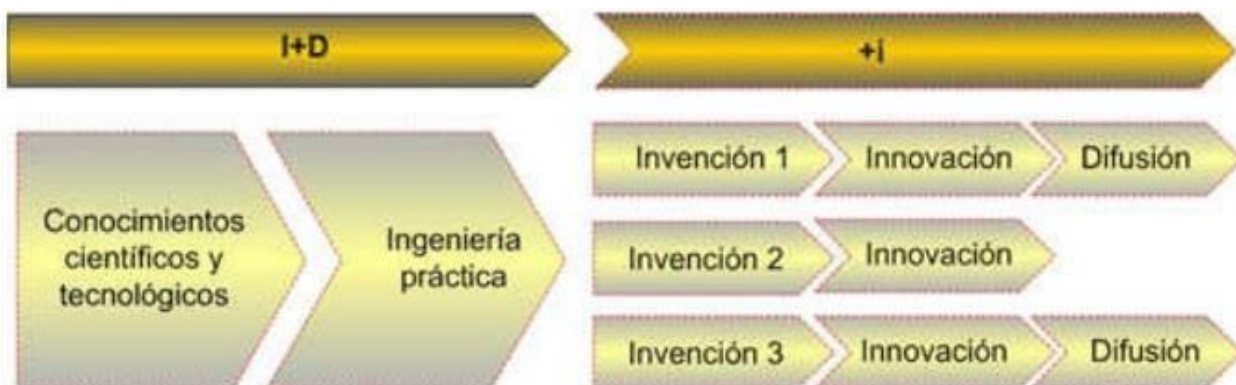 I+D
+i
Conocimientos
científicos y
tecnológicos
Ingeniería
práctica
Invención 1
Innovación
Difusión
Invención 2
Innovación
Invención 3
Innovación
Difusión